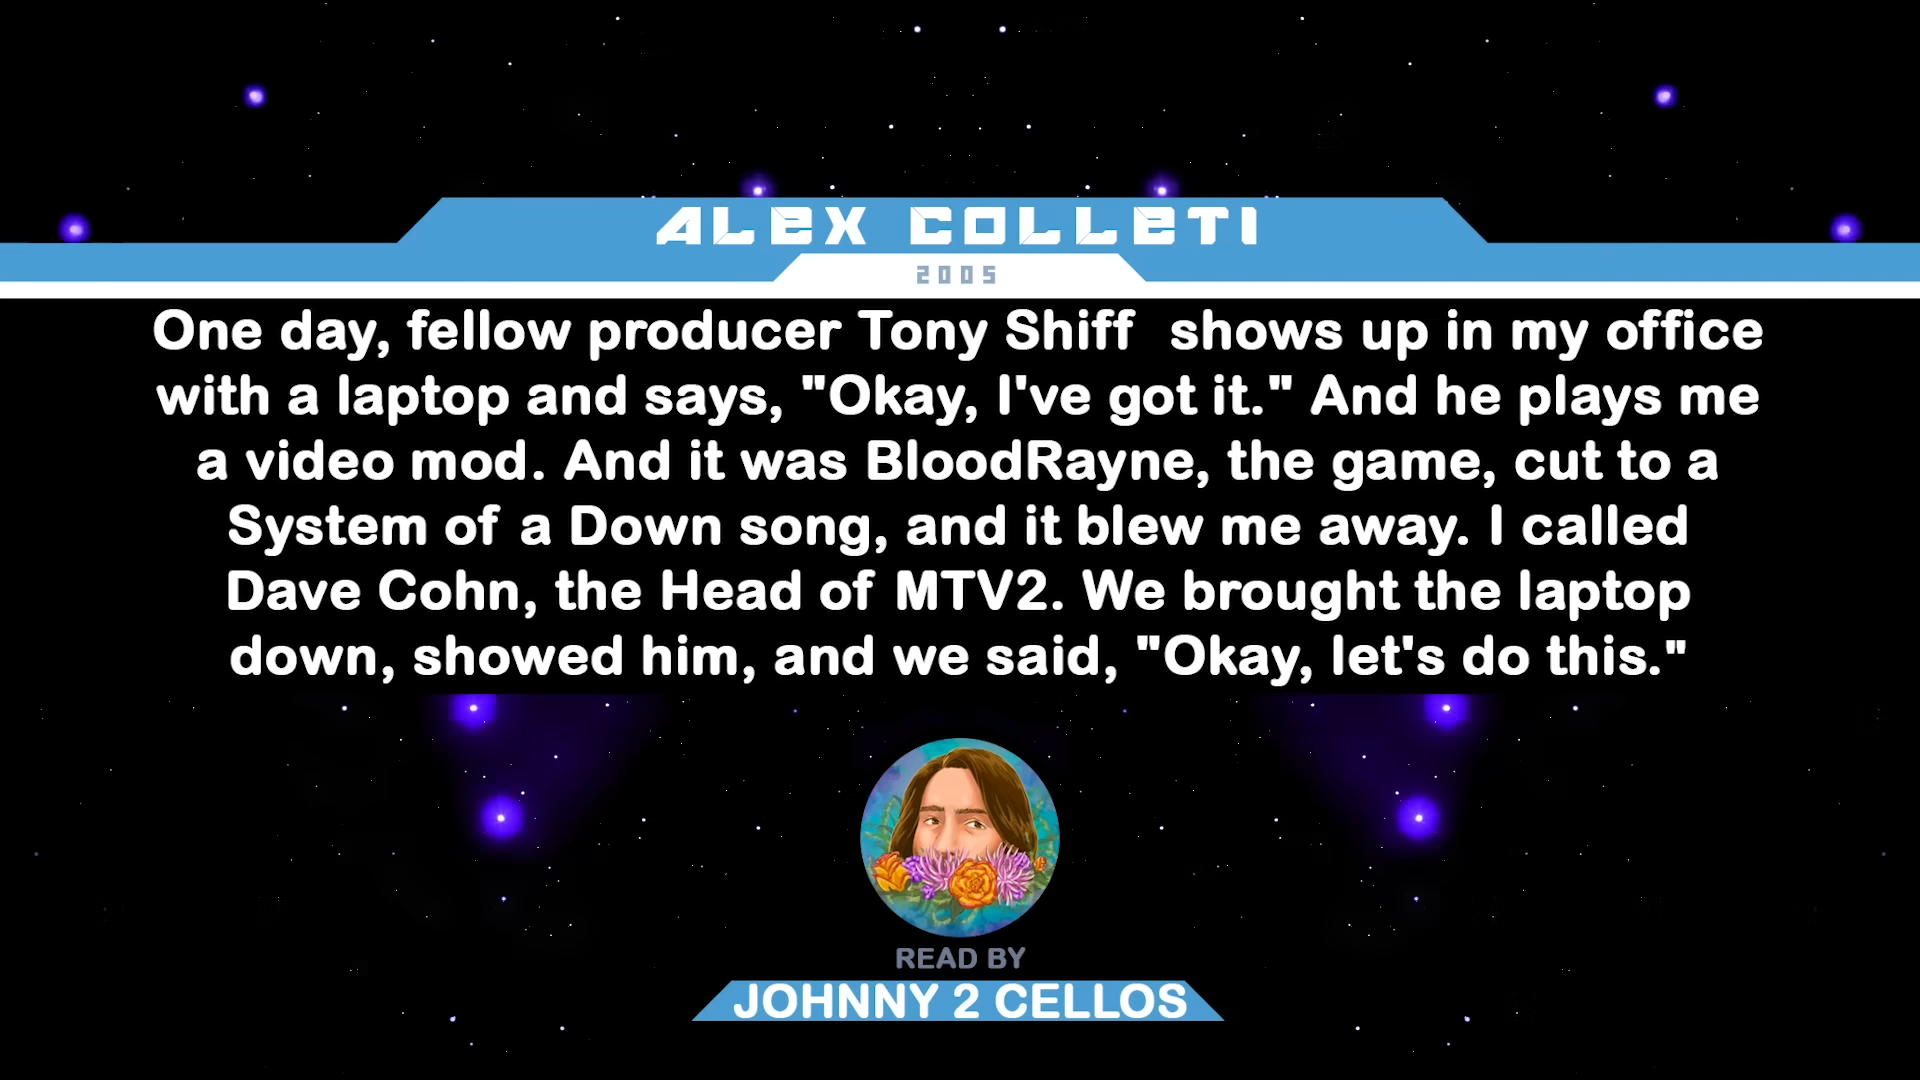 ALEX COLLETI
2005
One day, fellow producer Tony Shiff shows up in my office
with a laptop and says, "Okay, I've got it." And he plays me
a video mod. And it was BloodRayne, the game, cut to a
System of a Down song, and it blew me away. I called
Dave Cohn, the Head of MTV2. We brought the laptop
down, showed him, and we said, "Okay, let's do this."
READ BY
JOHNNY 2 CELLOS